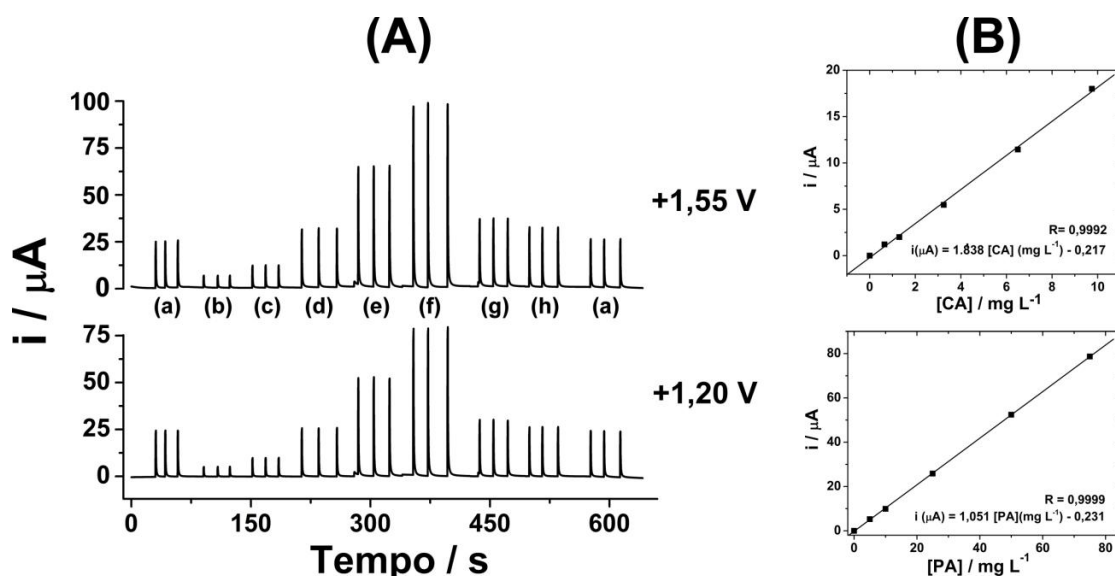 (A)
100
75
50
25
0
+1,55 V
(a) (b) (c) (d) (e) (f) (g) (h) (a)
75
50
25
0
+1,20 V
0 150 300 450 600
Tempo / s
i / μA
(B)
20
15
10
5
0
i / μA
R= 0,9992
i(μA) = 1.838 [CA] (mg L⁻¹) - 0,217
0 2 4 6 8 10
[CA] / mg L⁻¹
80
60
40
20
0
i / μA
R = 0,9999
i (μA) = 1,051 [PA](mg L⁻¹) - 0,231
0 20 40 60 80
[PA] / mg L⁻¹